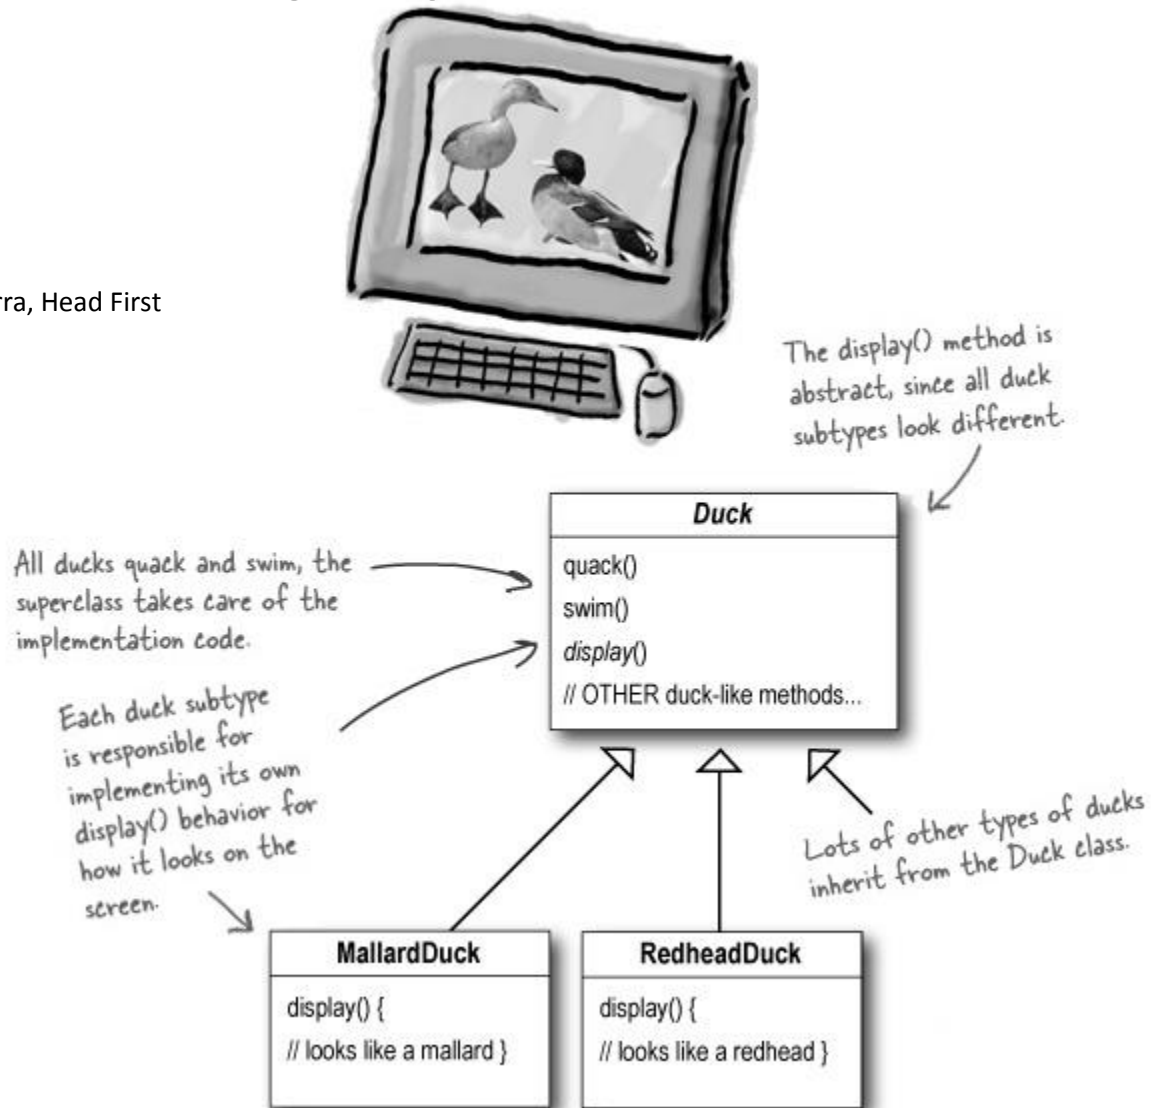 rra, Head First
The display() method is
abstract, since all duck
subtypes look different.
Duck
quack()
swim()
display()
// OTHER duck-like methods...
All ducks quack and swim, the
superclass takes care of the
implementation code.
Each duck subtype
is responsible for
implementing its own
display() behavior for
how it looks on the
screen.
Lots of other types of ducks
inherit from the Duck class.
MallardDuck
display() {
// looks like a mallard }
RedheadDuck
display() {
// looks like a redhead }